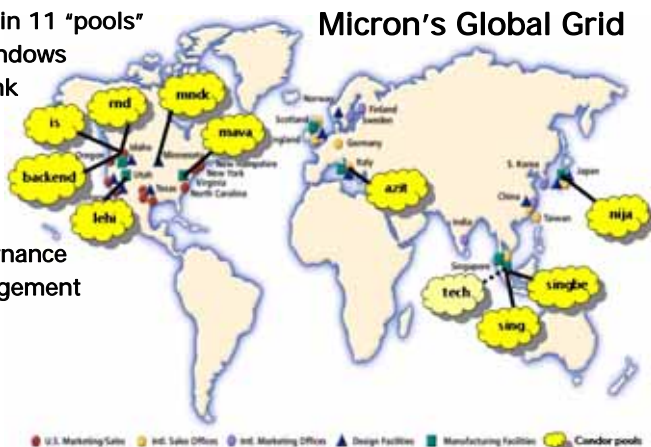 in 11 "pools"
indows
nk
rnance
gement
Micron's Global Grid
is
rnd
mndc
mava
backend
lehi
azit
nija
tech
sing
singbe
Oregon
Idaho
Utah
Minnesota
Texas
New Hampshire
New York
Virginia
North Carolina
Norway
Finland
Sweden
Scotland
England
Germany
Italy
India
Singapore
S. Korea
China
Japan
Taiwan
U.S. Marketing/Sales
Intl. Sales Offices
Intl. Marketing Offices
Design Facilities
Manufacturing Facilities
Condor pools